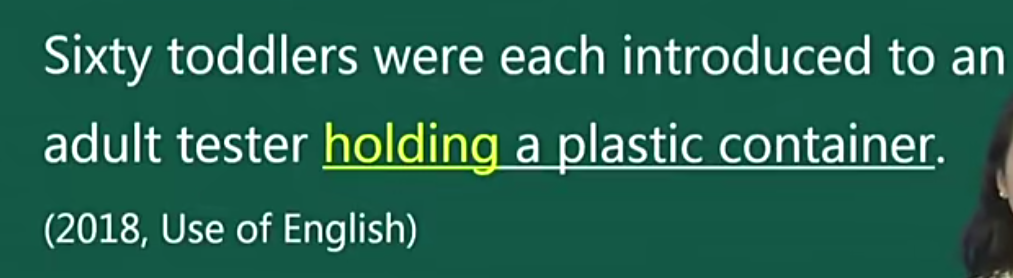 Sixty toddlers were each introduced to an
adult tester holding a plastic container.
(2018, Use of English)